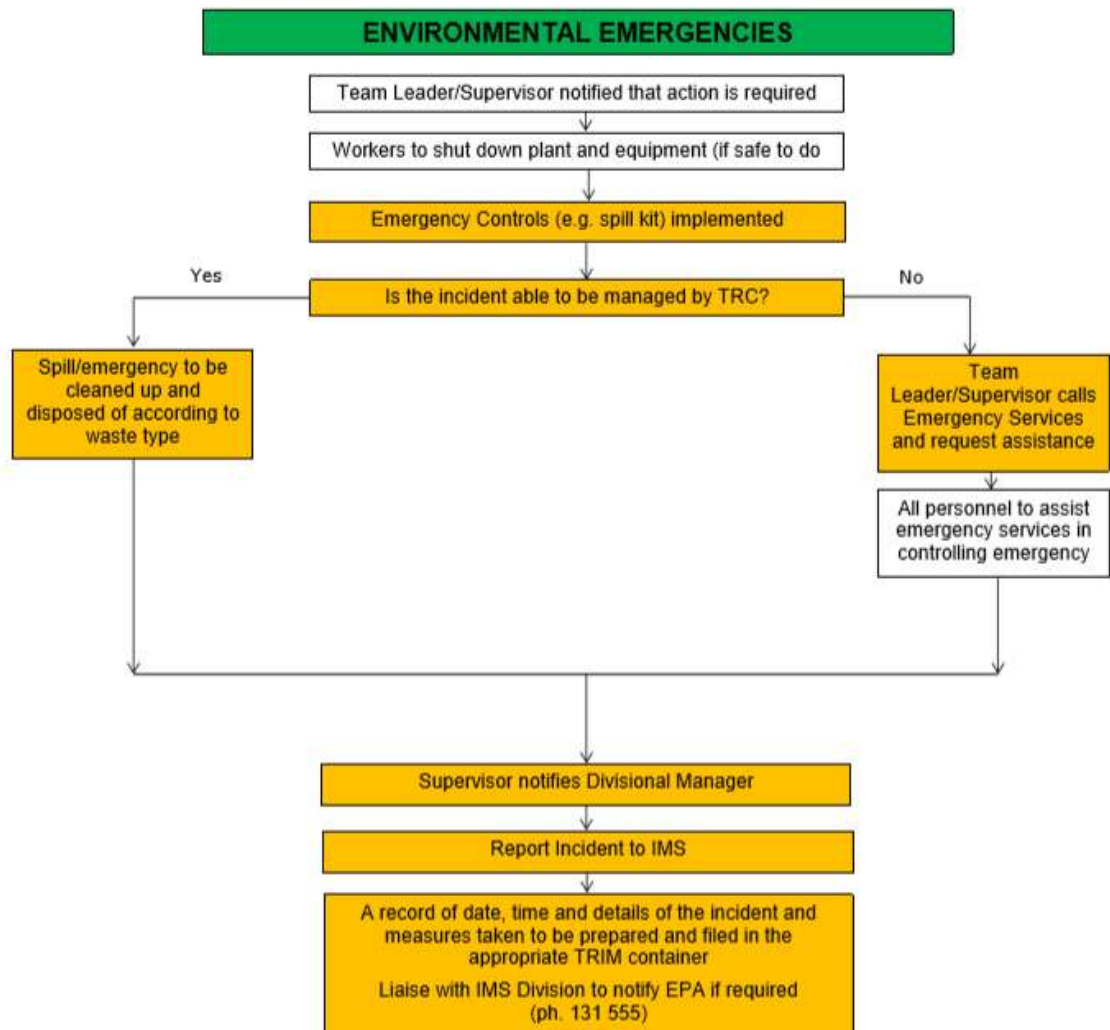 ENVIRONMENTAL EMERGENCIES
Team Leader/Supervisor notified that action is required
Workers to shut down plant and equipment (if safe to do
Emergency Controls (e.g. spill kit) implemented
Is the incident able to be managed by TRC?
Yes
No
Spill/emergency to be
cleaned up and
disposed of according to
waste type
Team
Leader/Supervisor calls
Emergency Services
and request assistance
All personnel to assist
emergency services in
controlling emergency
Supervisor notifies Divisional Manager
Report Incident to IMS
A record of date, time and details of the incident and
measures taken to be prepared and filed in the
appropriate TRIM container
Liaise with IMS Division to notify EPA if required
(ph. 131 555)